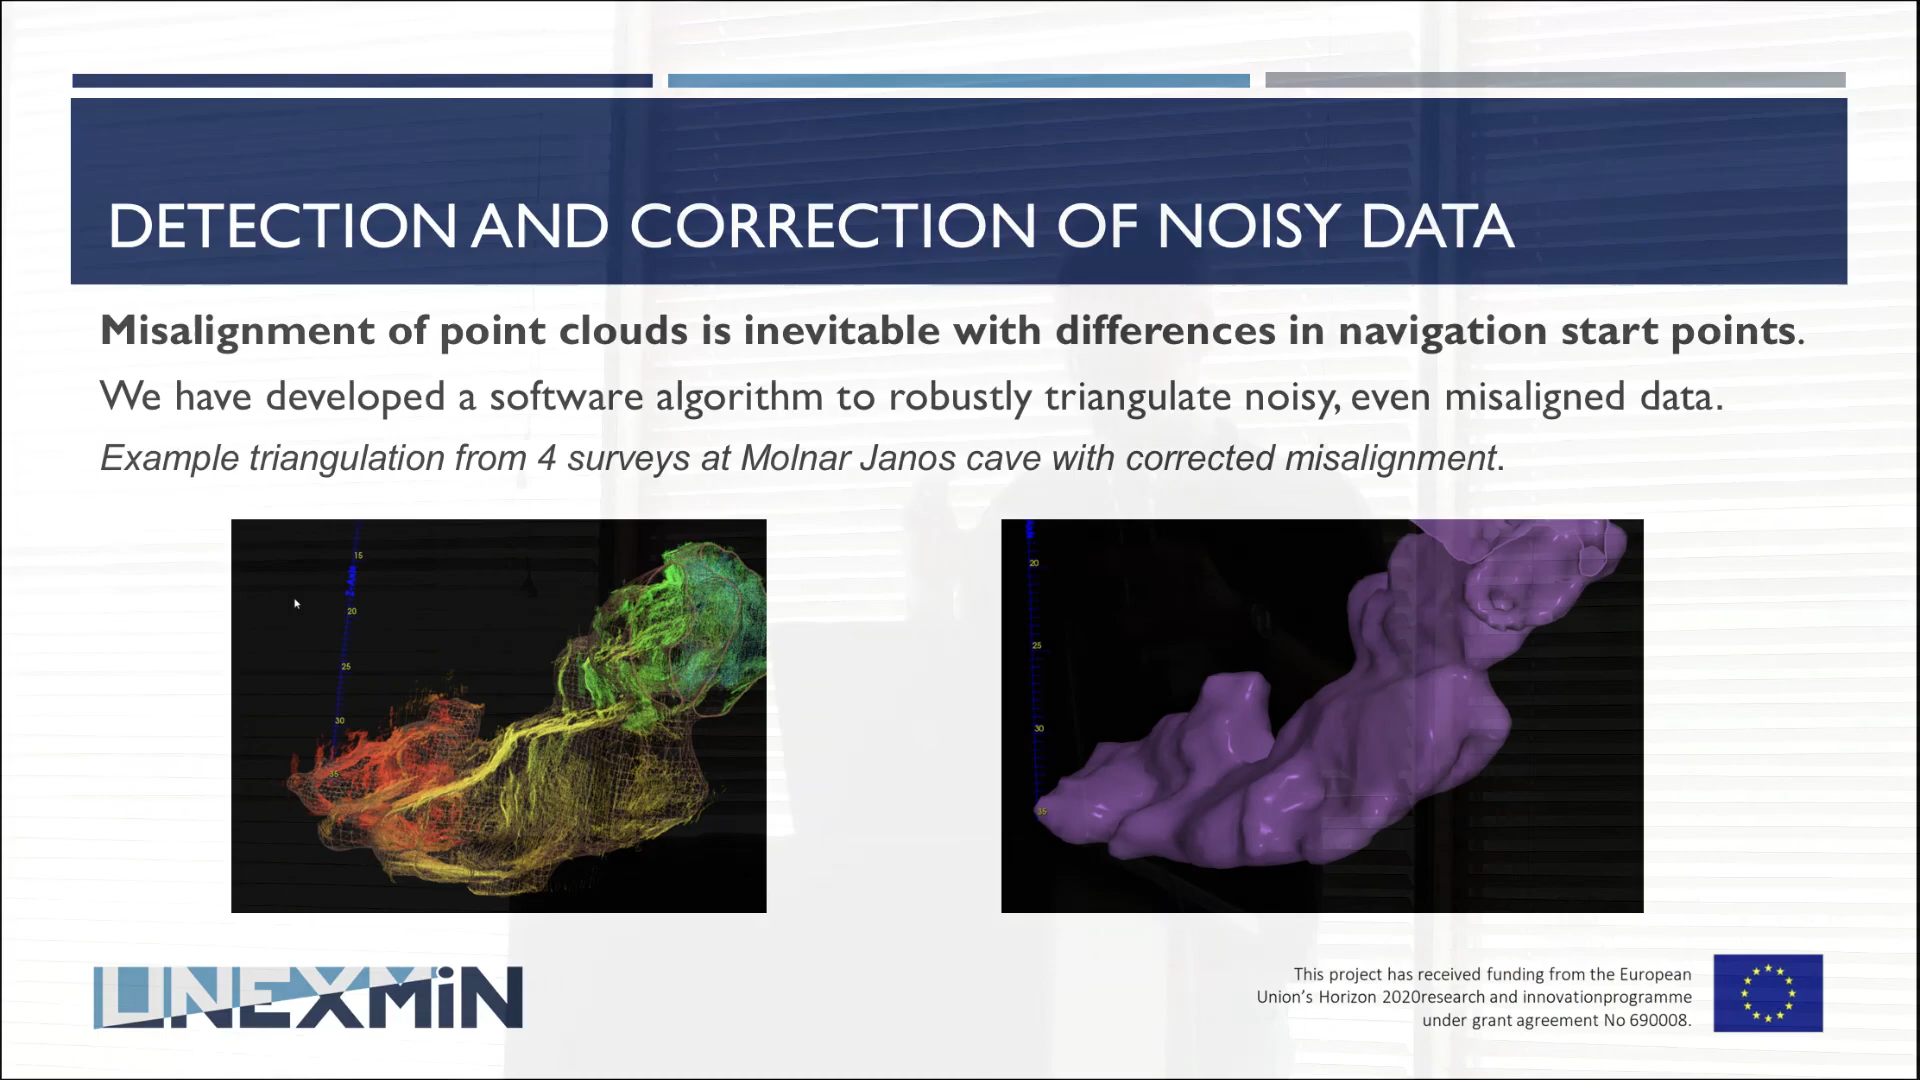 DETECTION AND CORRECTION OF NOISY DATA
Misalignment of point clouds is inevitable with differences in navigation start points.
We have developed a software algorithm to robustly triangulate noisy, even misaligned data.
Example triangulation from 4 surveys at Molnar Janos cave with corrected misalignment.
15
Z-Axis
20
25
30
35
20
25
30
35
UNEXMiN
This project has received funding from the European
Union's Horizon 2020research and innovationprogramme
under grant agreement No 690008.